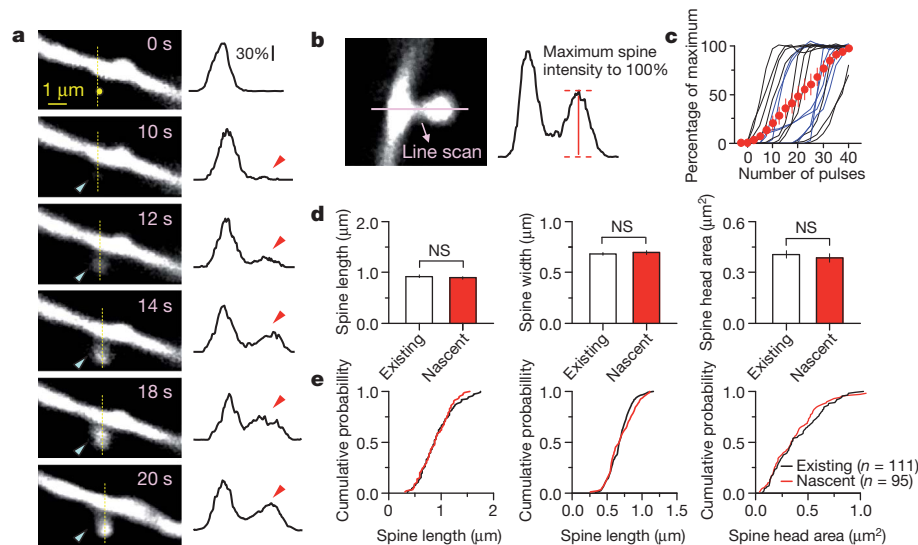 a
0 s
1 μm
30%
10 s
12 s
14 s
18 s
20 s
b
Line scan
Maximum spine
intensity to 100%
c
Percentage of maximum
100
50
0
0 10 20 30 40
Number of pulses
d
Spine length (μm)
2.0
1.0
0.0
NS
Existing
Nascent
Spine width (μm)
1.0
0.5
0.0
NS
Existing
Nascent
Spine head area (μm²)
0.6
0.3
0.0
NS
Existing
Nascent
e
Cumulative probability
1.0
0.5
0.0
0 1 2
Spine length (μm)
Cumulative probability
1.0
0.5
0.0
0.0 0.5 1.0 1.5
Spine length (μm)
Cumulative probability
1.0
0.5
0.0
0.0 0.5 1.0
Spine head area (μm²)
Existing (n = 111)
Nascent (n = 95)